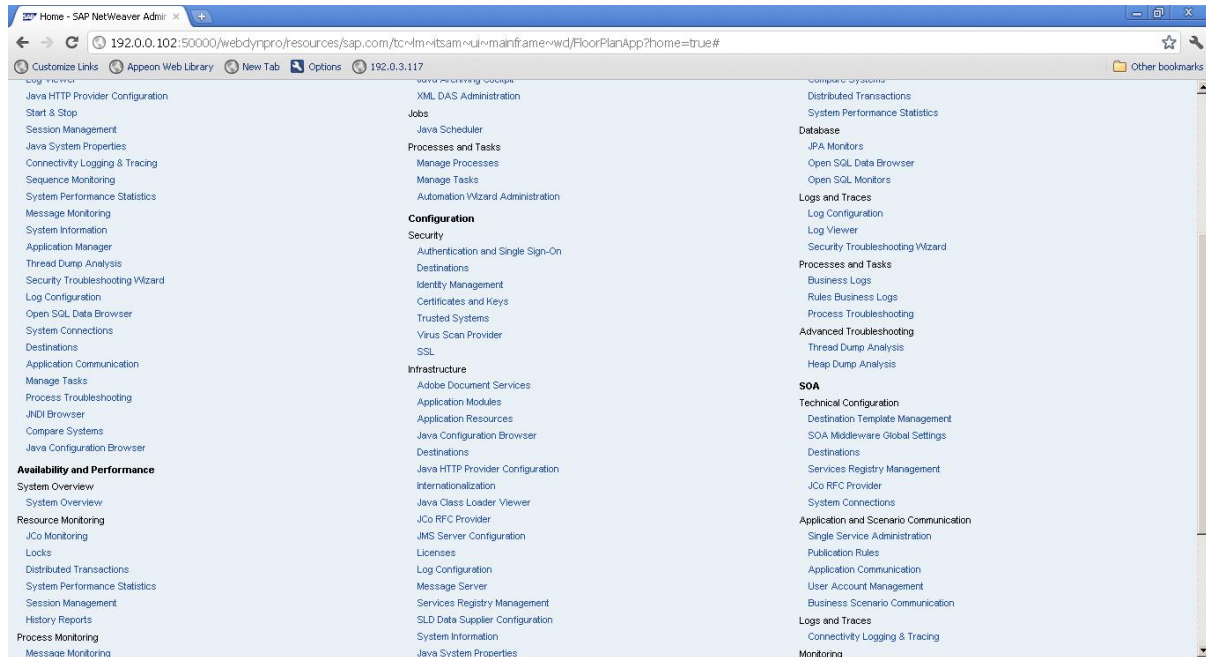 Home - SAP NetWeaver Admir
192.0.0.102:50000/webdynpro/resources/sap.com/tc~lm~itsam~ui~mainframe~wd/FloorPlanApp?home=true#
Customize Links
Appeon Web Library
New Tab
Options
192.0.3.117
Other bookmarks
Log Viewer
Java HTTP Provider Configuration
Start & Stop
Session Management
Java System Properties
Connectivity Logging & Tracing
Sequence Monitoring
System Performance Statistics
Message Monitoring
System Information
Application Manager
Thread Dump Analysis
Security Troubleshooting Wizard
Log Configuration
Open SQL Data Browser
System Connections
Destinations
Application Communication
Manage Tasks
Process Troubleshooting
JNDI Browser
Compare Systems
Java Configuration Browser
Availability and Performance
System Overview
System Overview
Resource Monitoring
JCo Monitoring
Locks
Distributed Transactions
System Performance Statistics
Session Management
History Reports
Process Monitoring
Message Monitoring
Java Archiving Cockpit
XML DAS Administration
Jobs
Java Scheduler
Processes and Tasks
Manage Processes
Manage Tasks
Automation Wizard Administration
Configuration
Security
Authentication and Single Sign-On
Destinations
Identity Management
Certificates and Keys
Trusted Systems
Virus Scan Provider
SSL
Infrastructure
Adobe Document Services
Application Modules
Application Resources
Java Configuration Browser
Destinations
Java HTTP Provider Configuration
Internationalization
Java Class Loader Viewer
JCo RFC Provider
JMS Server Configuration
Licenses
Log Configuration
Message Server
Services Registry Management
SLD Data Supplier Configuration
System Information
Java System Properties
Compare Systems
Distributed Transactions
System Performance Statistics
Database
JPA Monitors
Open SQL Data Browser
Open SQL Monitors
Logs and Traces
Log Configuration
Log Viewer
Security Troubleshooting Wizard
Processes and Tasks
Business Logs
Rules Business Logs
Process Troubleshooting
Advanced Troubleshooting
Thread Dump Analysis
Heap Dump Analysis
SOA
Technical Configuration
Destination Template Management
SOA Middleware Global Settings
Destinations
Services Registry Management
JCo RFC Provider
System Connections
Application and Scenario Communication
Single Service Administration
Publication Rules
Application Communication
User Account Management
Business Scenario Communication
Logs and Traces
Connectivity Logging & Tracing
Monitoring